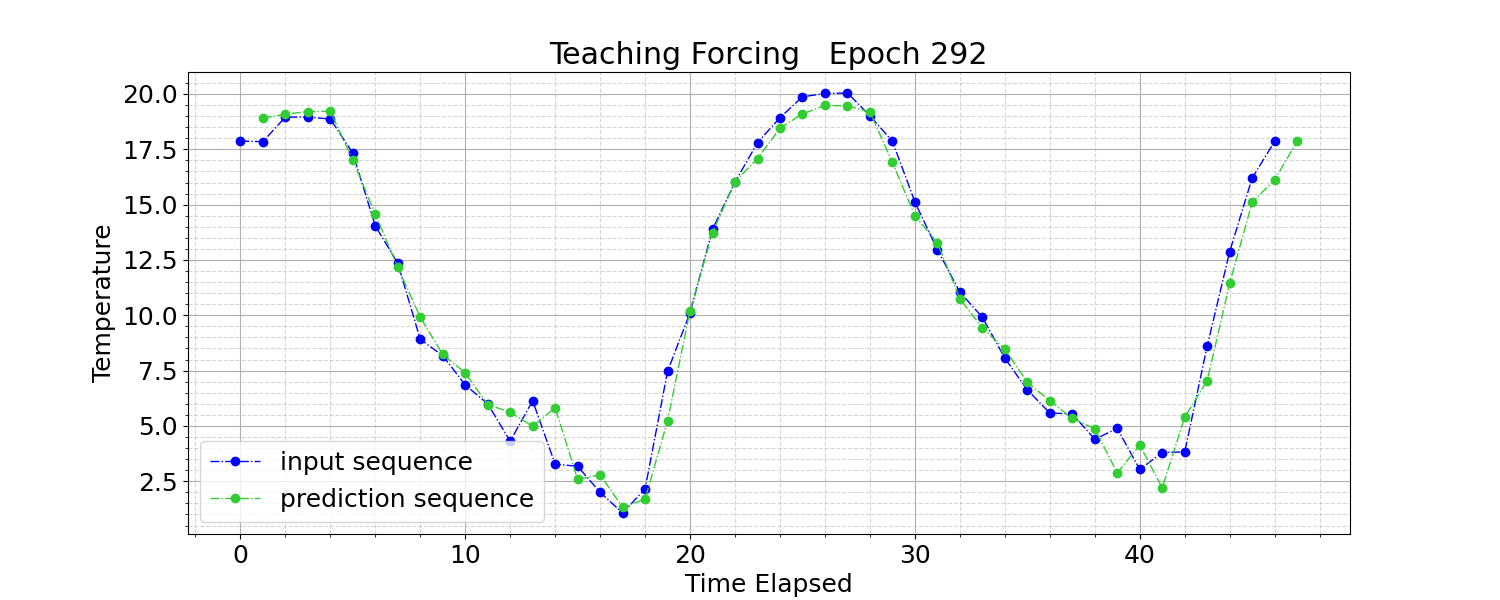 Teaching Forcing   Epoch 292
20.0
17.5
15.0
12.5
10.0
7.5
5.0
2.5
Temperature
input sequence
prediction sequence
0 10 20 30 40
Time Elapsed